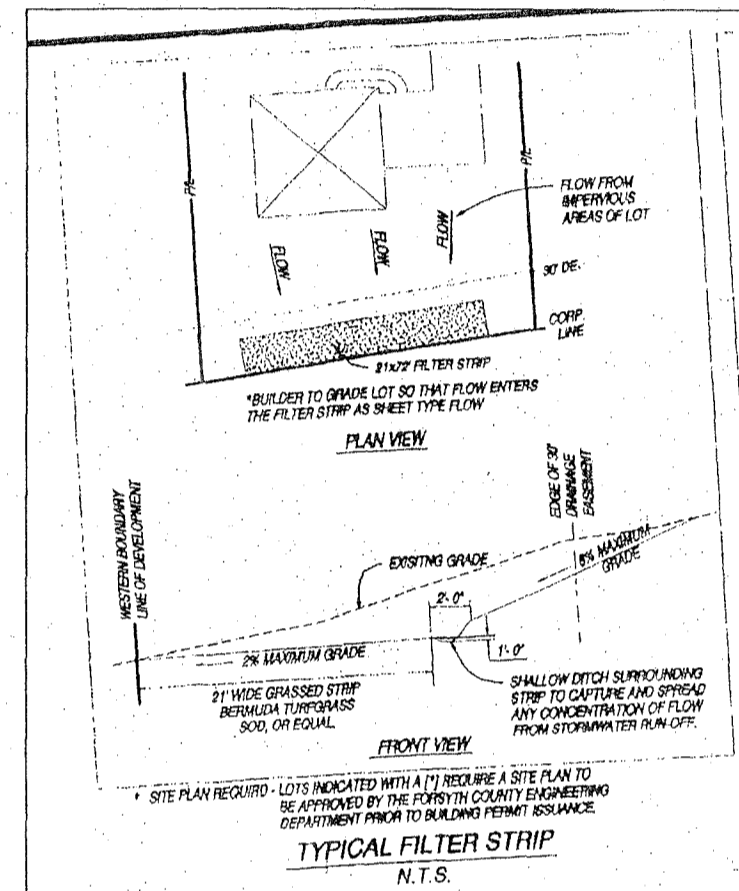 P/L
P/L
FLOW FROM
IMPERVIOUS
AREAS OF LOT
FLOW
FLOW
FLOW
30' DE.
CORP.
LINE
21x72' FILTER STRIP
*BUILDER TO GRADE LOT SO THAT FLOW ENTERS
THE FILTER STRIP AS SHEET TYPE FLOW
PLAN VIEW
WESTERN BOUNDARY
LINE OF DEVELOPMENT
EDGE OF 30'
DRAINAGE
EASEMENT
EXISITNG GRADE
MAXIMUM
GRADE
2'-0"
1'-0"
2% MAXIMUM GRADE
21' WIDE GRASSED STRIP
BERMUDA TURFGRASS
SOD, OR EQUAL
SHALLOW DITCH SURROUNDING
STRIP TO CAPTURE AND SPREAD
ANY CONCENTRATION OF FLOW
FROM STORMWATER RUN-OFF.
FRONT VIEW
* SITE PLAN REQUIRD - LOTS INDICATED WITH A [*] REQUIRE A SITE PLAN TO
BE APPROVED BY THE FORSYTH COUNTY ENGINEERING
DEPARTMENT PRIOR TO BUILDING PERMIT ISSUANCE.
TYPICAL FILTER STRIP
N.T.S.